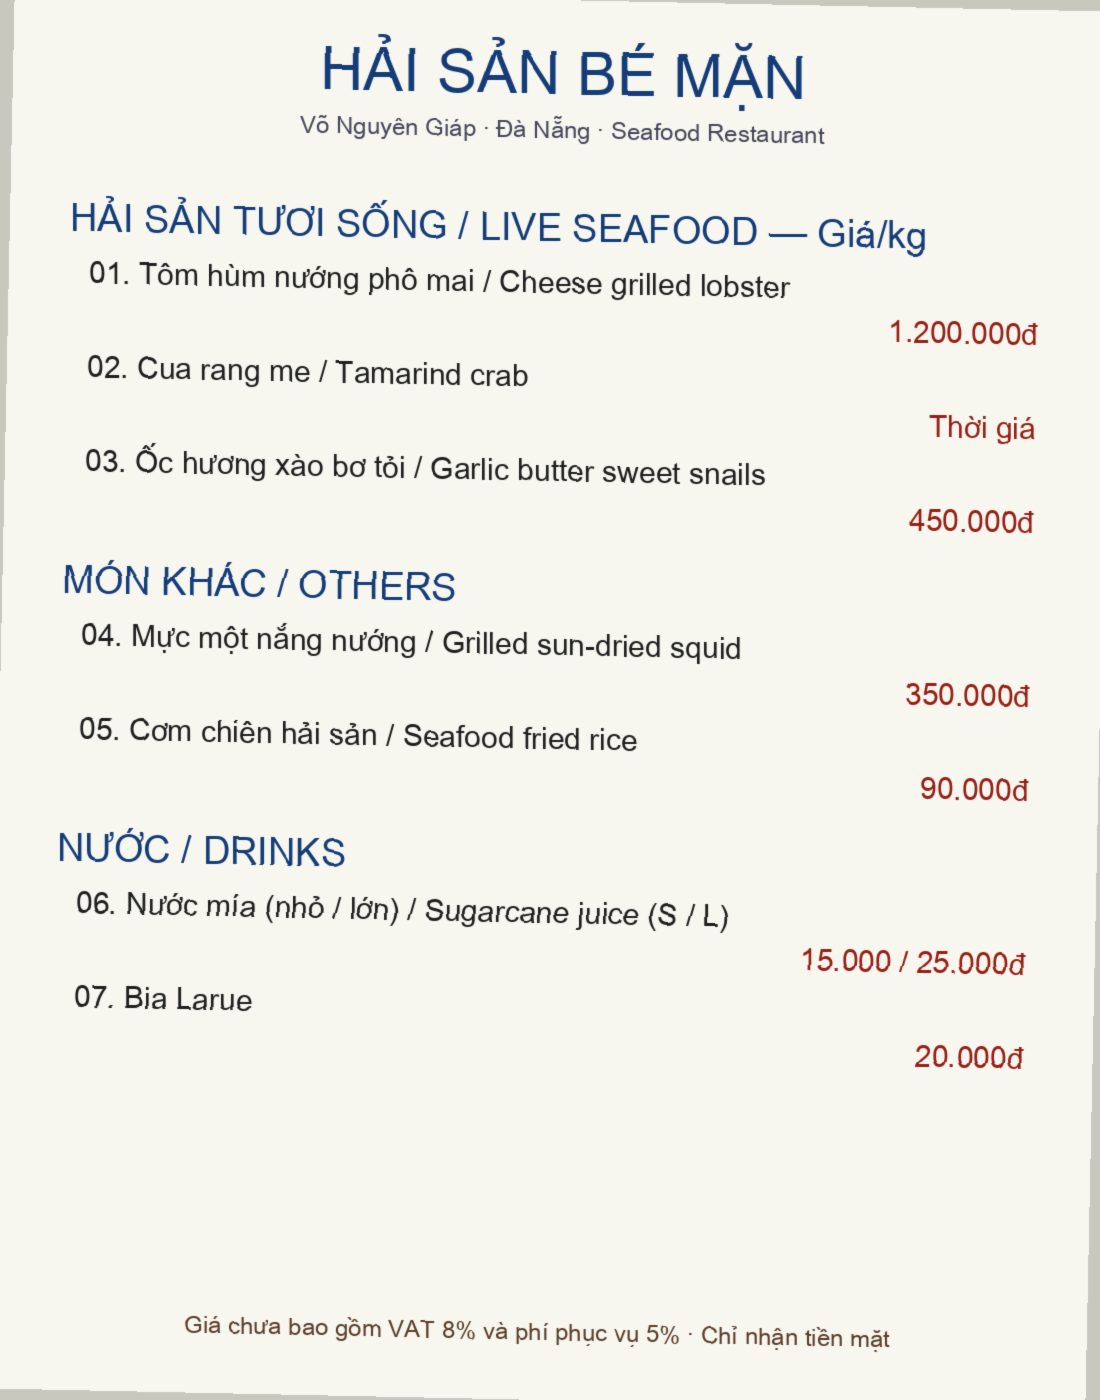 HẢI SẢN BÉ MẶN
Võ Nguyên Giáp · Đà Nẵng · Seafood Restaurant
HẢI SẢN TƯƠI SỐNG / LIVE SEAFOOD — Giá/kg
01. Tôm hùm nướng phô mai / Cheese grilled lobster
1.200.000đ
02. Cua rang me / Tamarind crab
Thời giá
03. Ốc hương xào bơ tỏi / Garlic butter sweet snails
450.000đ
MÓN KHÁC / OTHERS
04. Mực một nắng nướng / Grilled sun-dried squid
350.000đ
05. Cơm chiên hải sản / Seafood fried rice
90.000đ
NƯỚC / DRINKS
06. Nước mía (nhỏ / lớn) / Sugarcane juice (S / L)
15.000 / 25.000đ
07. Bia Larue
20.000đ
Giá chưa bao gồm VAT 8% và phí phục vụ 5% · Chỉ nhận tiền mặt